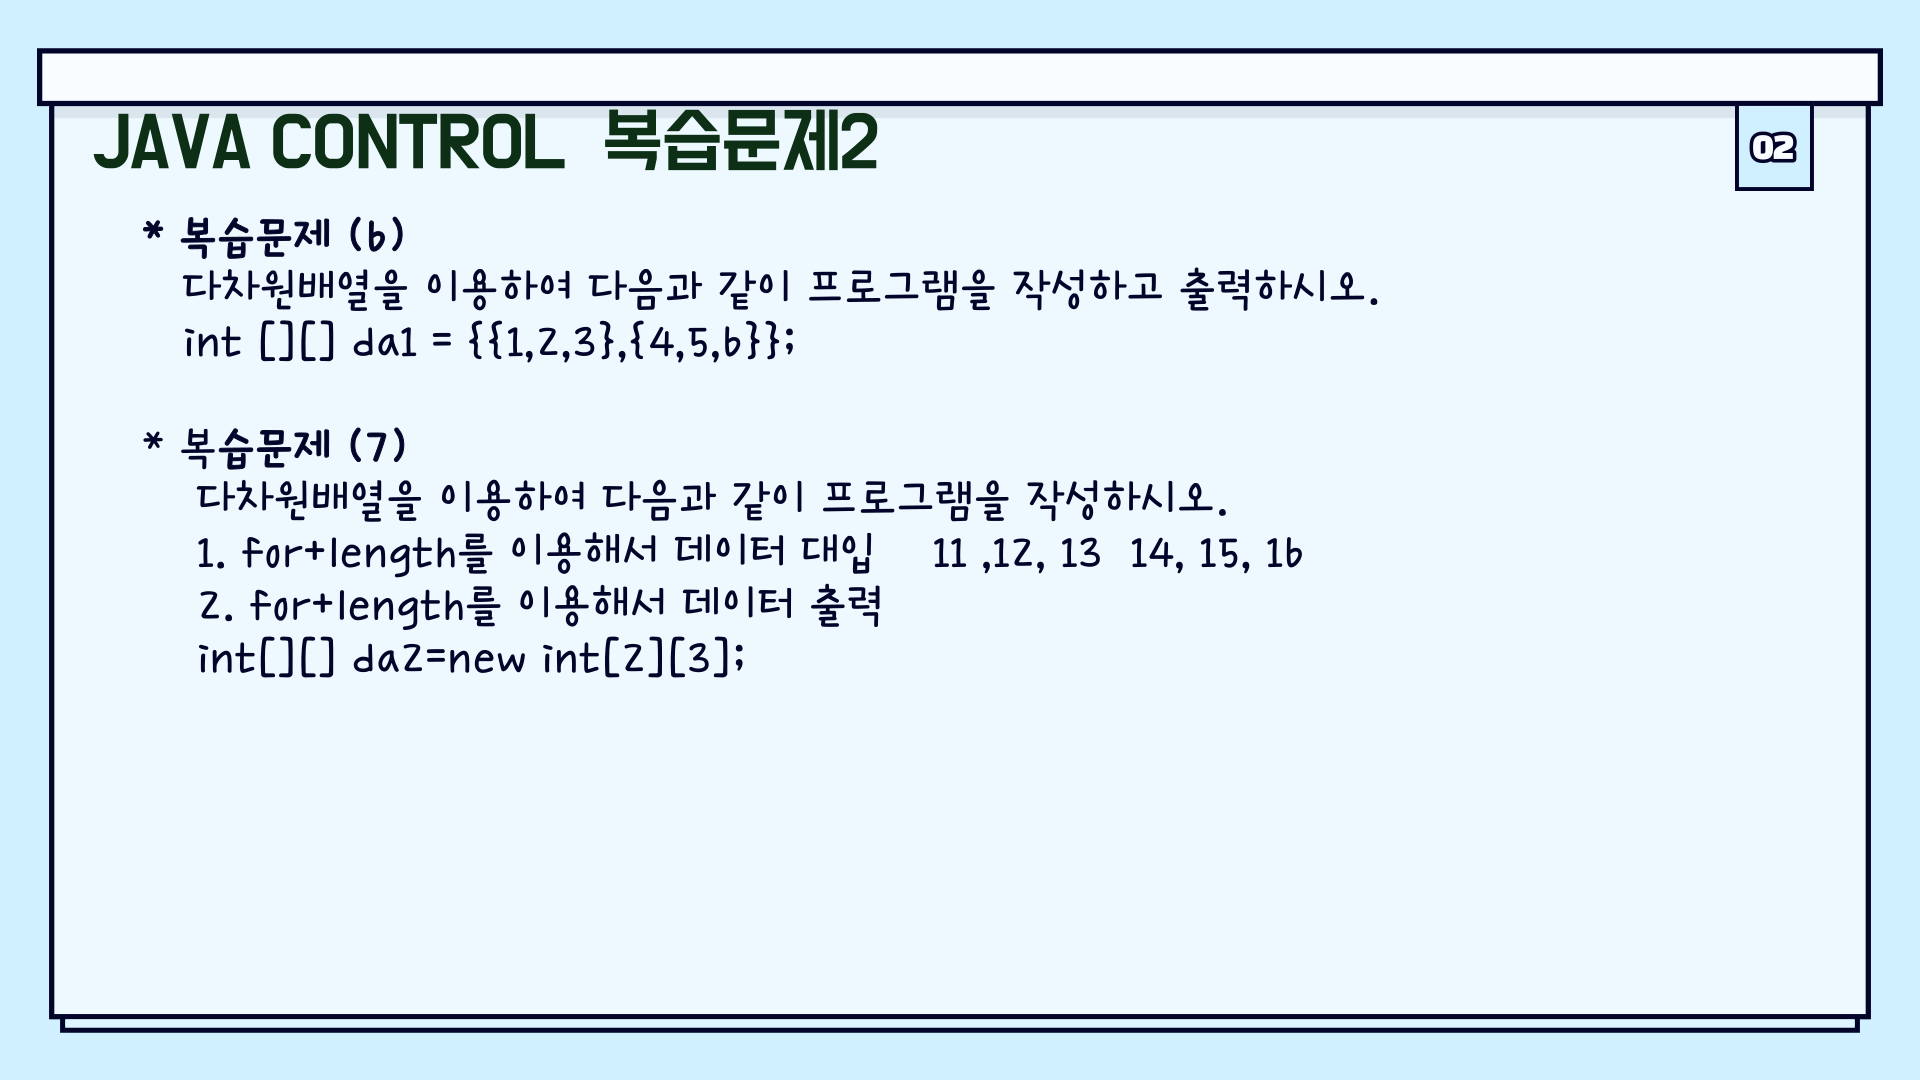 JAVA CONTROL 복습문제2
02
* 복습문제 (6)
다차원배열을 이용하여 다음과 같이 프로그램을 작성하고 출력하시오.
int [][] da1 = {{1,2,3},{4,5,6}};
* 복습문제 (7)
다차원배열을 이용하여 다음과 같이 프로그램을 작성하시오.
1. for+length를 이용해서 데이터 대입 11 ,12, 13 14, 15, 16
2. for+length를 이용해서 데이터 출력
int[][] da2=new int[2][3];